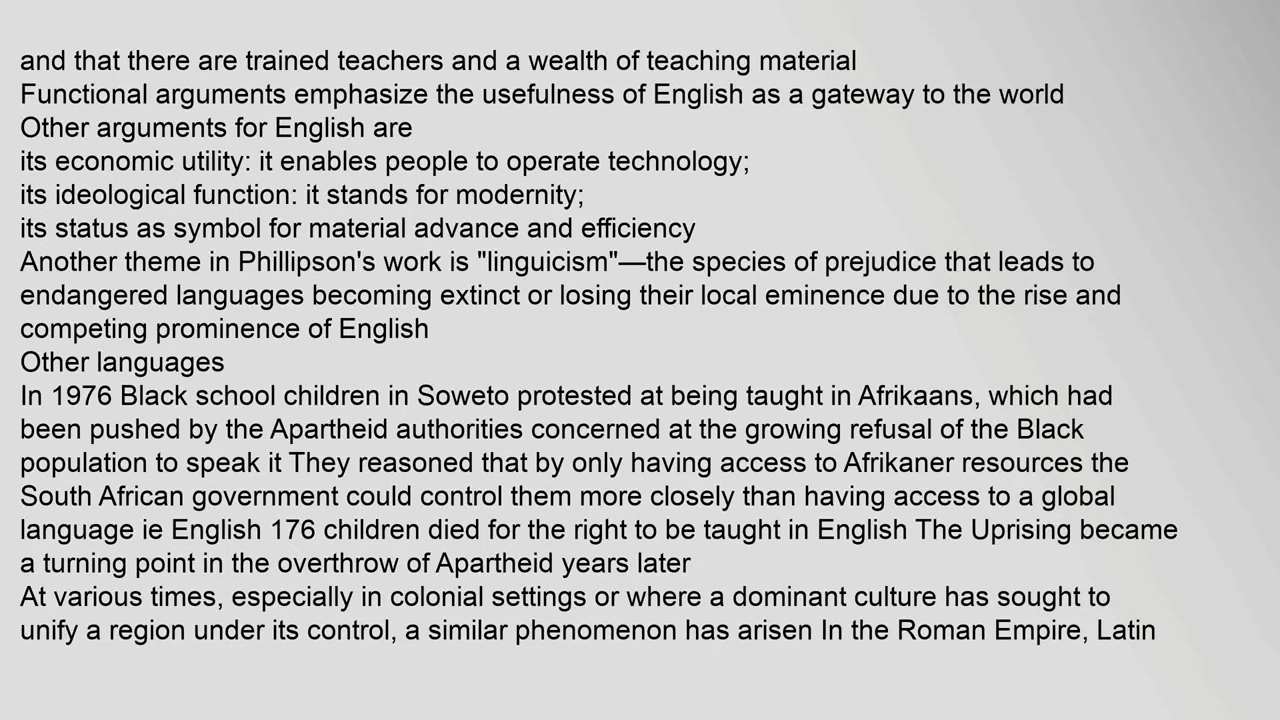 and that there are trained teachers and a wealth of teaching material
Functional arguments emphasize the usefulness of English as a gateway to the world
Other arguments for English are
its economic utility: it enables people to operate technology;
its ideological function: it stands for modernity;
its status as symbol for material advance and efficiency
Another theme in Phillipson's work is "linguicism"—the species of prejudice that leads to
endangered languages becoming extinct or losing their local eminence due to the rise and
competing prominence of English
Other languages
In 1976 Black school children in Soweto protested at being taught in Afrikaans, which had
been pushed by the Apartheid authorities concerned at the growing refusal of the Black
population to speak it They reasoned that by only having access to Afrikaner resources the
South African government could control them more closely than having access to a global
language ie English 176 children died for the right to be taught in English The Uprising became
a turning point in the overthrow of Apartheid years later
At various times, especially in colonial settings or where a dominant culture has sought to
unify a region under its control, a similar phenomenon has arisen In the Roman Empire, Latin